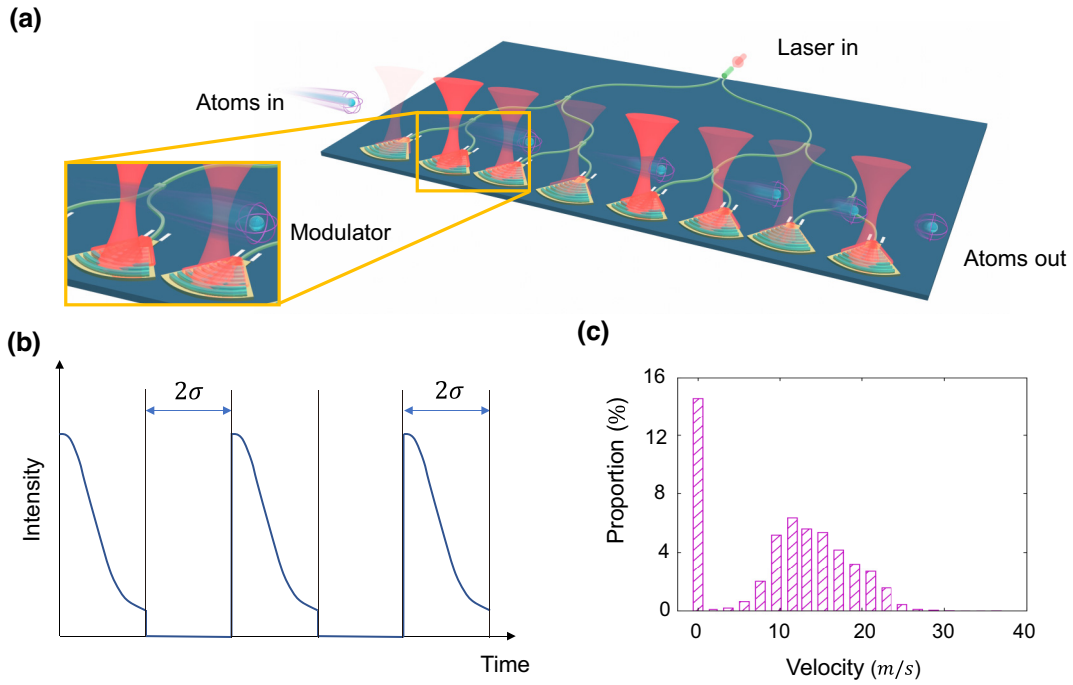 (a)
Laser in
Atoms in
Modulator
Atoms out
(b)
2σ
2σ
Intensity
Time
(c)
16
12
8
4
0
Proportion (%)
0
10
20
30
40
Velocity (m/s)